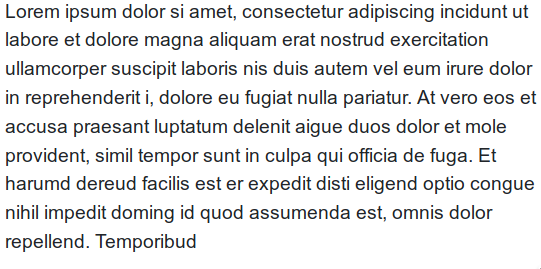 Lorem ipsum dolor si amet, consectetur adipiscing incidunt ut
labore et dolore magna aliquam erat nostrud exercitation
ullamcorper suscipit laboris nis duis autem vel eum irure dolor
in reprehenderit i, dolore eu fugiat nulla pariatur. At vero eos et
accusa praesant luptatum delenit aigue duos dolor et mole
provident, simil tempor sunt in culpa qui officia de fuga. Et
harumd dereud facilis est er expedit disti eligend optio congue
nihil impedit doming id quod assumenda est, omnis dolor
repellend. Temporibud